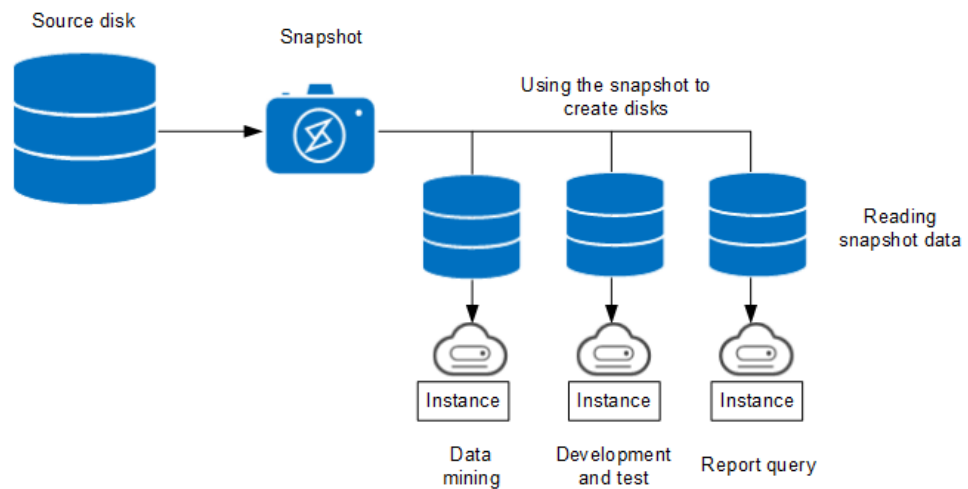 Source disk
Snapshot
Using the snapshot to
create disks
Reading
snapshot data
Instance
Instance
Instance
Data
mining
Development
and test
Report query